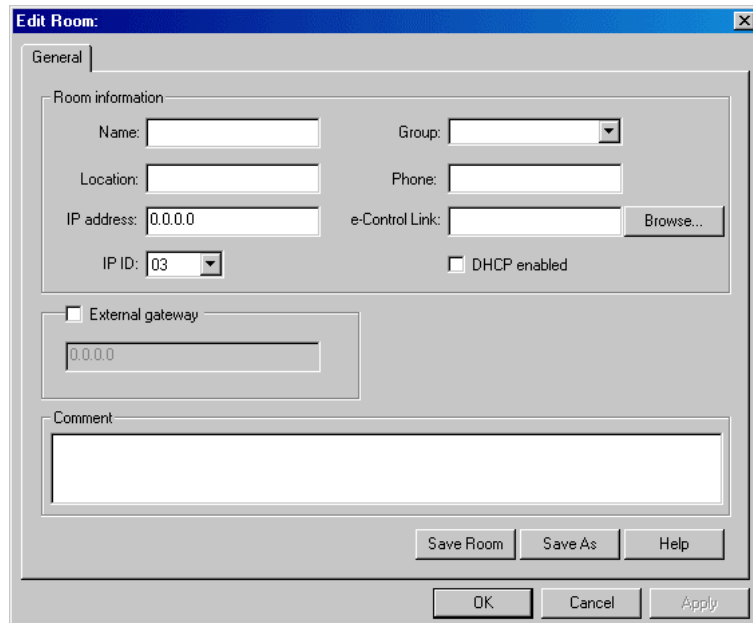 Edit Room:
General
Room information
Name:
Group:
Location:
Phone:
IP address: 0.0.0.0
e-Control Link:
Browse...
IP ID: 03
DHCP enabled
External gateway
0.0.0.0
Comment
Save Room
Save As
Help
OK
Cancel
Apply